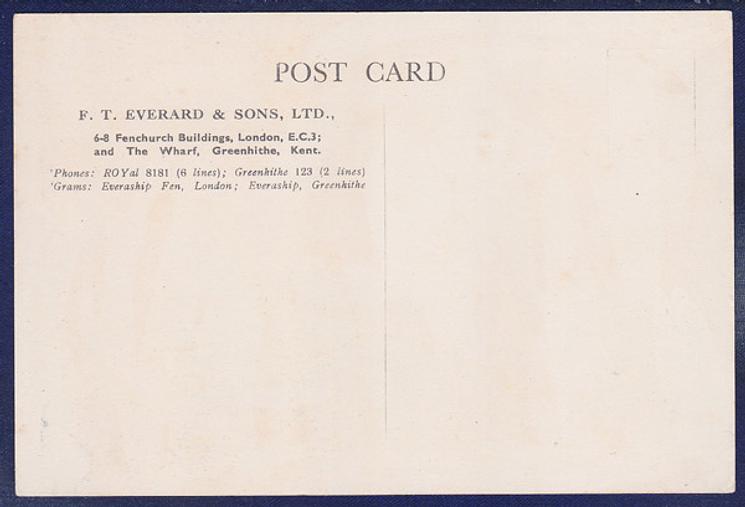 POST CARD
F. T. EVERARD & SONS, LTD.,
6-8 Fenchurch Buildings, London, E.C.3;
and The Wharf, Greenhithe, Kent.
'Phones: ROYal 8181 (6 lines); Greenhithe 123 (2 lines)
'Grams: Everaship Fen, London; Everaship, Greenhithe